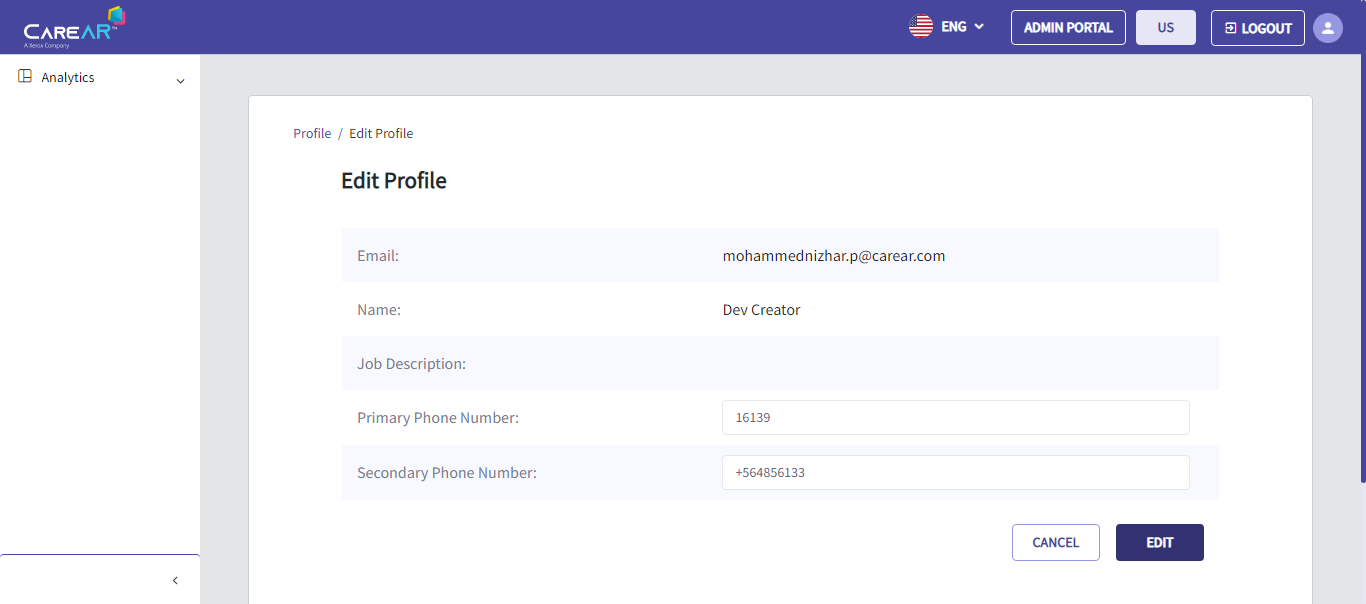 CAREAR™
A Xerox Company
ENG
ADMIN PORTAL
US
LOGOUT
Analytics
Profile / Edit Profile
Edit Profile
Email: mohammednizhar.p@carear.com
Name: Dev Creator
Job Description:
Primary Phone Number: 16139
Secondary Phone Number: +564856133
CANCEL
EDIT